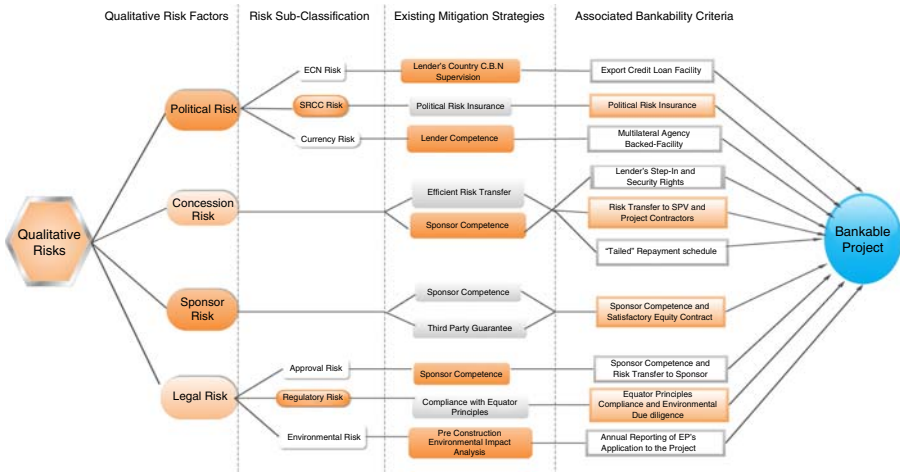 Qualitative Risk Factors
Risk Sub-Classification
Existing Mitigation Strategies
Associated Bankability Criteria
Qualitative
Risks
Political Risk
ECN Risk
Lender's Country C.B.N
Supervision
Export Credit Loan Facility
SRCC Risk
Political Risk Insurance
Political Risk Insurance
Currency Risk
Lender Competence
Multilateral Agency
Backed-Facility
Concession
Risk
Efficient Risk Transfer
Sponsor Competence
Lender's Step-In and
Security Rights
Risk Transfer to SPV and
Project Contractors
"Tailed" Repayment schedule
Sponsor
Risk
Sponsor Competence
Third Party Guarantee
Sponsor Competence and
Satisfactory Equity Contract
Legal Risk
Approval Risk
Sponsor Competence
Sponsor Competence and
Risk Transfer to Sponsor
Regulatory Risk
Compliance with Equator
Principles
Equator Principles
Compliance and Environmental
Due diligence
Environmental Risk
Pre Construction
Environmental Impact
Analysis
Annual Reporting of EP's
Application to the Project
Bankable
Project